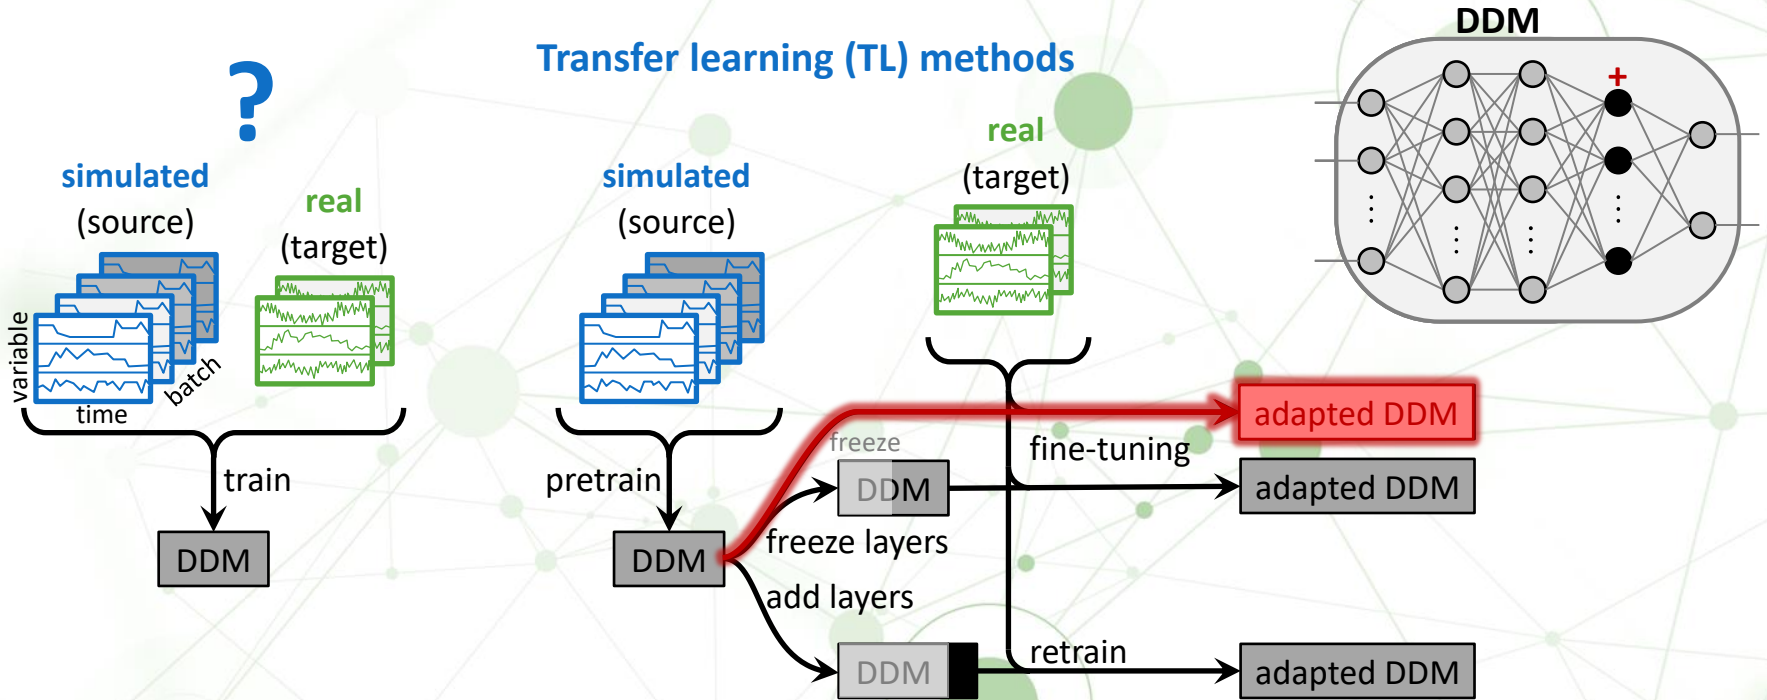 Transfer learning (TL) methods
?
simulated
(source)
real
(target)
variable
time
batch
train
DDM
simulated
(source)
pretrain
DDM
real
(target)
freeze
DDM
freeze layers
add layers
DDM
fine-tuning
retrain
adapted DDM
adapted DDM
adapted DDM
DDM
+